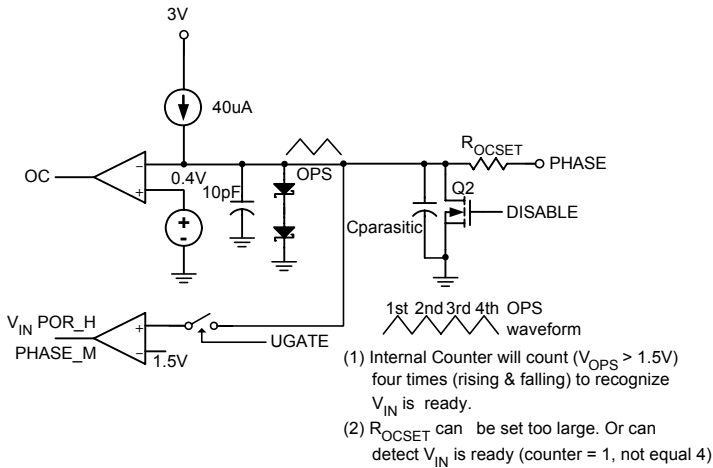 3V
40uA
R_OCSET
PHASE
OC
-
+
0.4V
10pF
OPS
Q2
DISABLE
Cparasitic
+
-
V_IN POR_H
PHASE_M
+
-
1.5V
UGATE
1st 2nd 3rd 4th OPS
waveform
(1) Internal Counter will count (V_OPS > 1.5V)
four times (rising & falling) to recognize
V_IN is ready.
(2) R_OCSET can be set too large. Or can
detect V_IN is ready (counter = 1, not equal 4)